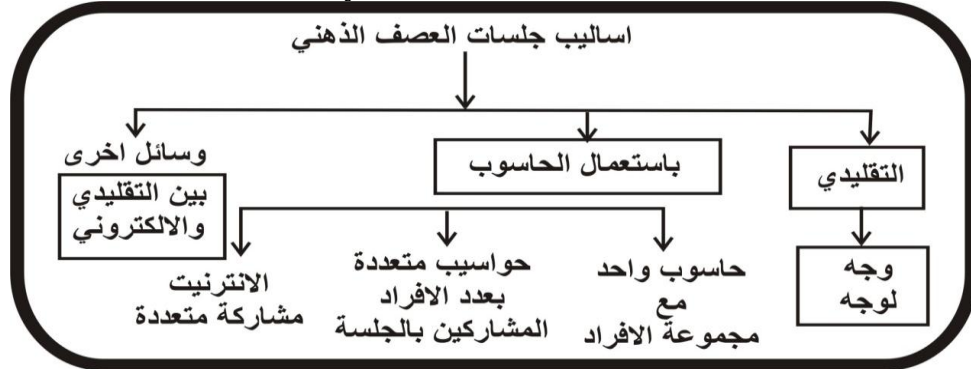 اساليب جلسات العصف الذهني
التقليدي
وجه
لوجه
باستعمال الحاسوب
حاسوب واحد
مع
مجموعة الافراد
حواسيب متعددة
بعدد الافراد
المشاركين بالجلسة
الانترنيت
مشاركة متعددة
وسائل اخرى
بين التقليدي
والالكتروني